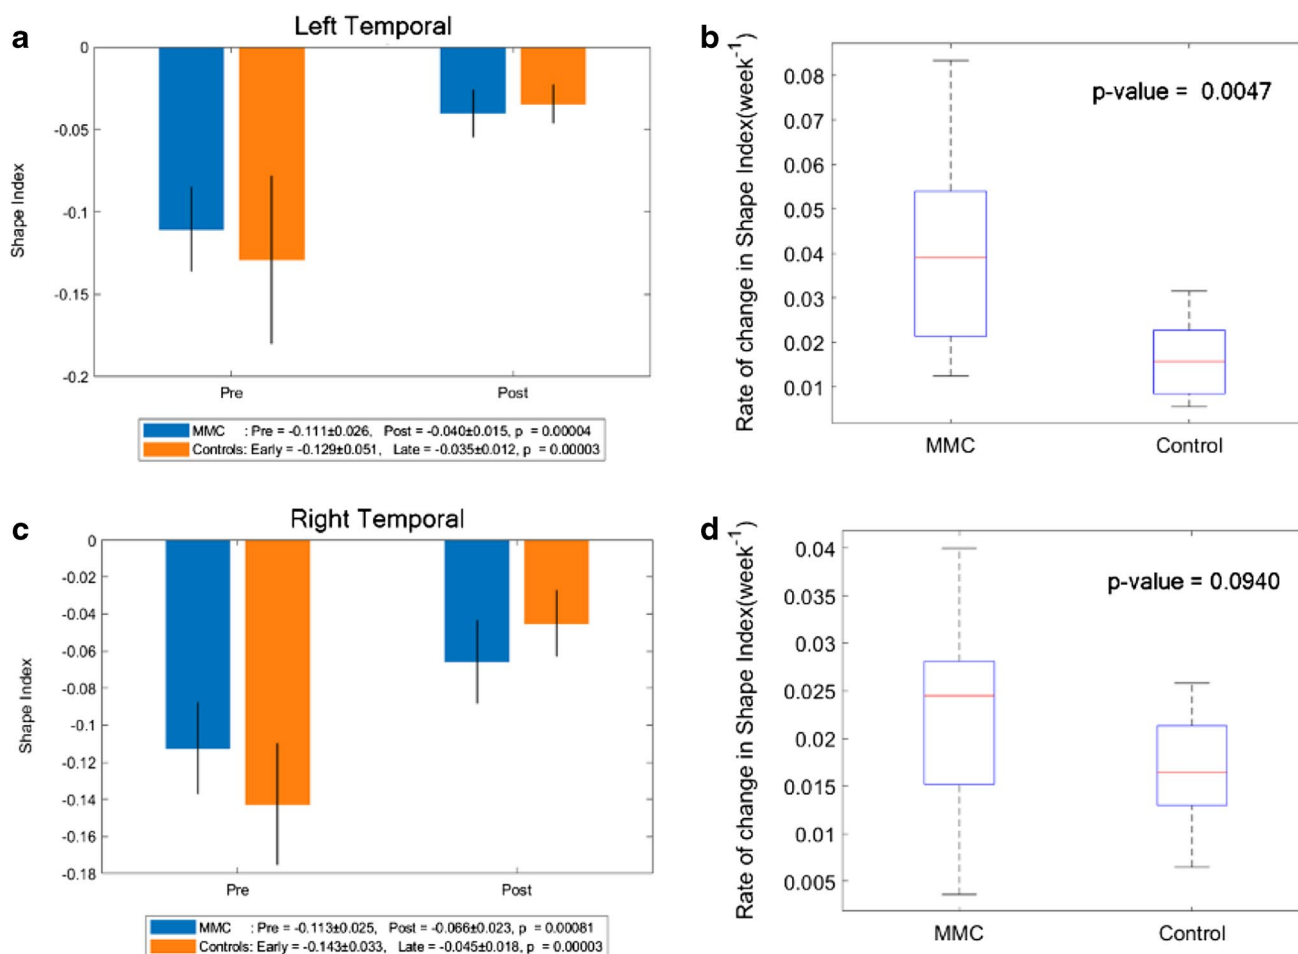 a
Left Temporal
Shape Index
0
-0.05
-0.1
-0.15
-0.2
Pre Post
MMC : Pre = -0.111±0.026, Post = -0.040±0.015, p = 0.00004
Controls: Early = -0.129±0.051, Late = -0.035±0.012, p = 0.00003
b
Rate of change in Shape Index(week⁻¹)
p-value = 0.0047
0.08
0.07
0.06
0.05
0.04
0.03
0.02
0.01
MMC Control
c
Right Temporal
Shape Index
0
-0.02
-0.04
-0.06
-0.08
-0.1
-0.12
-0.14
-0.16
-0.18
Pre Post
MMC : Pre = -0.113±0.025, Post = -0.066±0.023, p = 0.00081
Controls: Early = -0.143±0.033, Late = -0.045±0.018, p = 0.00003
d
Rate of change in Shape Index(week⁻¹)
p-value = 0.0940
0.04
0.035
0.03
0.025
0.02
0.015
0.01
0.005
MMC Control